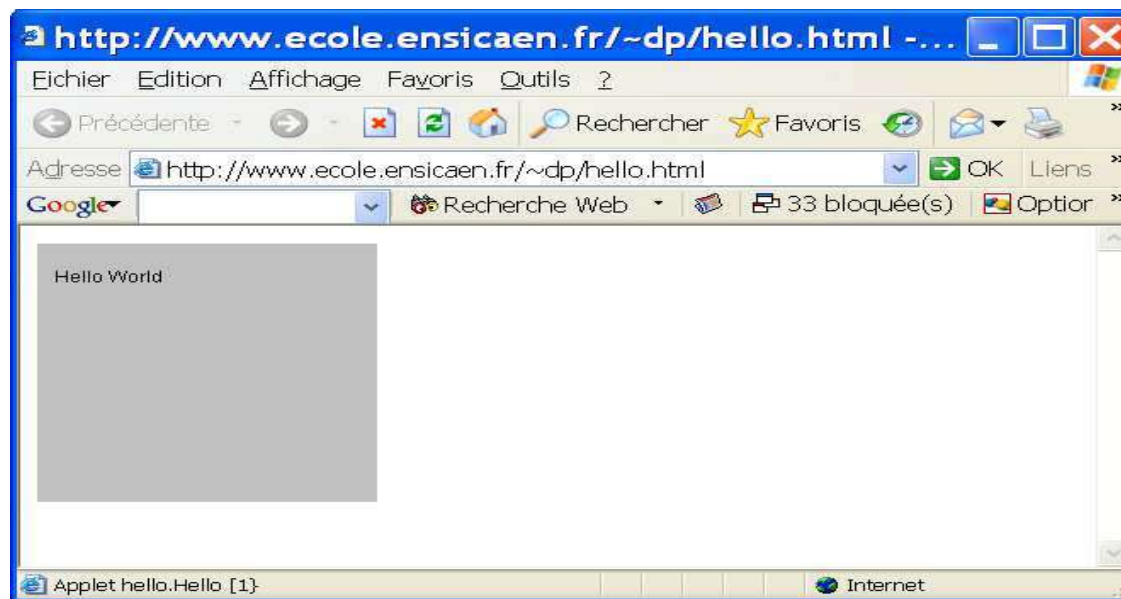 http://www.ecole.ensicaen.fr/~dp/hello.html -...
Fichier Edition Affichage Favoris Outils ?
Précédente Rechercher Favoris »
Adresse http://www.ecole.ensicaen.fr/~dp/hello.html OK Liens »
Google Recherche Web 33 bloquée(s) Option »
Hello World
Applet hello.Hello [1} Internet